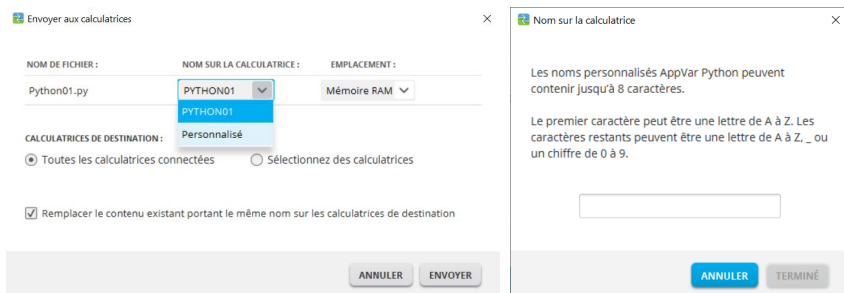 Envoyer aux calculatrices
NOM DE FICHIER : NOM SUR LA CALCULATRICE : EMPLACEMENT :
Python01.py PYTHON01 Mémoire RAM
PYTHON01
Personnalisé
CALCULATRICES DE DESTINATION :
Toutes les calculatrices connectées Sélectionnez des calculatrices
Remplacer le contenu existant portant le même nom sur les calculatrices de destination
ANNULER ENVOYER
Nom sur la calculatrice
Les noms personnalisés AppVar Python peuvent
contenir jusqu'à 8 caractères.
Le premier caractère peut être une lettre de A à Z. Les
caractères restants peuvent être une lettre de A à Z, _ ou
un chiffre de 0 à 9.
ANNULER TERMINÉ